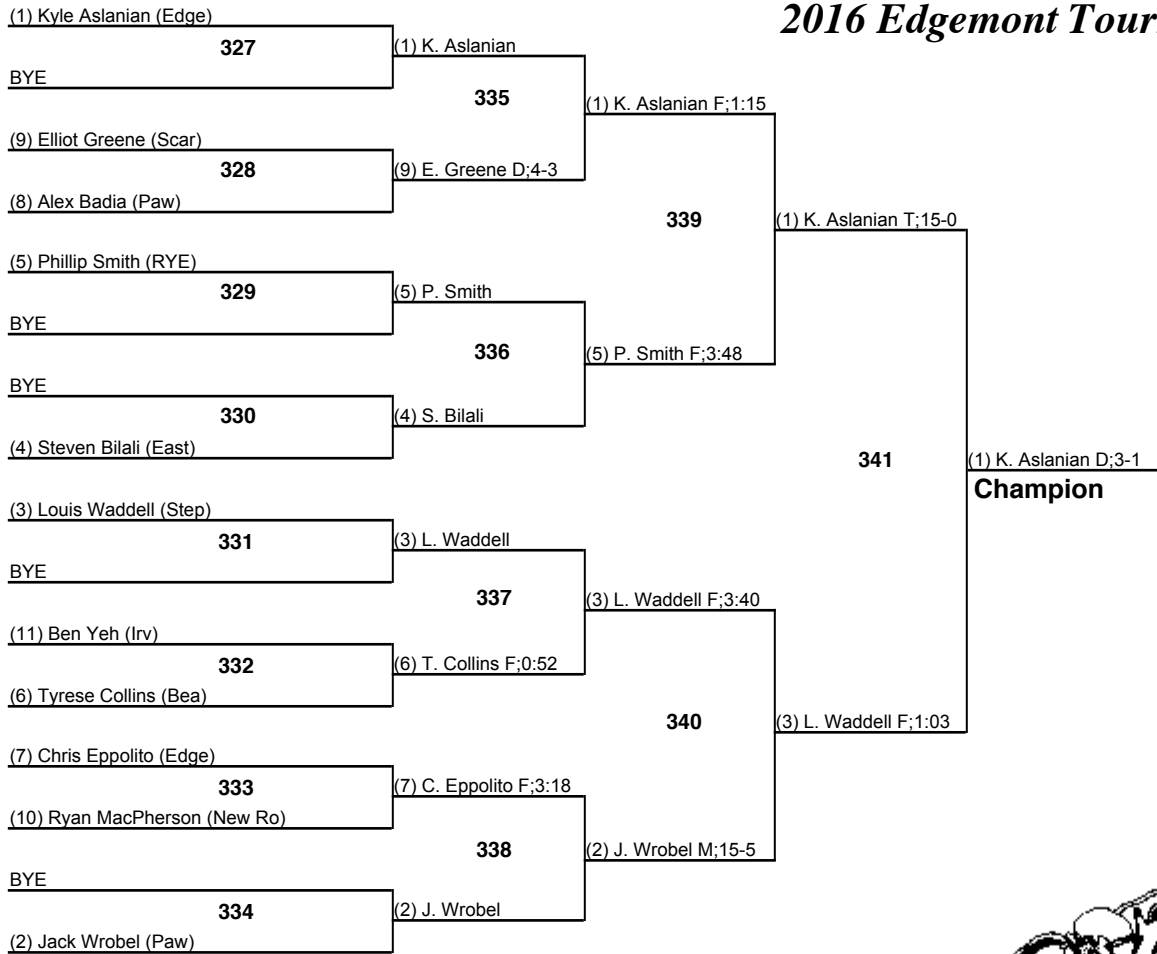 2016 Edgemont Tour
(1) Kyle Aslanian (Edge)
327
BYE
(9) Elliot Greene (Scar)
328
(8) Alex Badia (Paw)
(5) Phillip Smith (RYE)
329
BYE
BYE
330
(4) Steven Bilali (East)
(3) Louis Waddell (Step)
331
BYE
(11) Ben Yeh (Irv)
332
(6) Tyrese Collins (Bea)
(7) Chris Eppolito (Edge)
333
(10) Ryan MacPherson (New Ro)
BYE
334
(2) Jack Wrobel (Paw)
(1) K. Aslanian
335
(9) E. Greene D;4-3
(5) P. Smith
336
(4) S. Bilali
(3) L. Waddell
337
(6) T. Collins F;0:52
(7) C. Eppolito F;3:18
338
(2) J. Wrobel
(1) K. Aslanian F;1:15
339
(5) P. Smith F;3:48
(3) L. Waddell F;3:40
340
(2) J. Wrobel M;15-5
(1) K. Aslanian T;15-0
341
(3) L. Waddell F;1:03
(1) K. Aslanian D;3-1
Champion